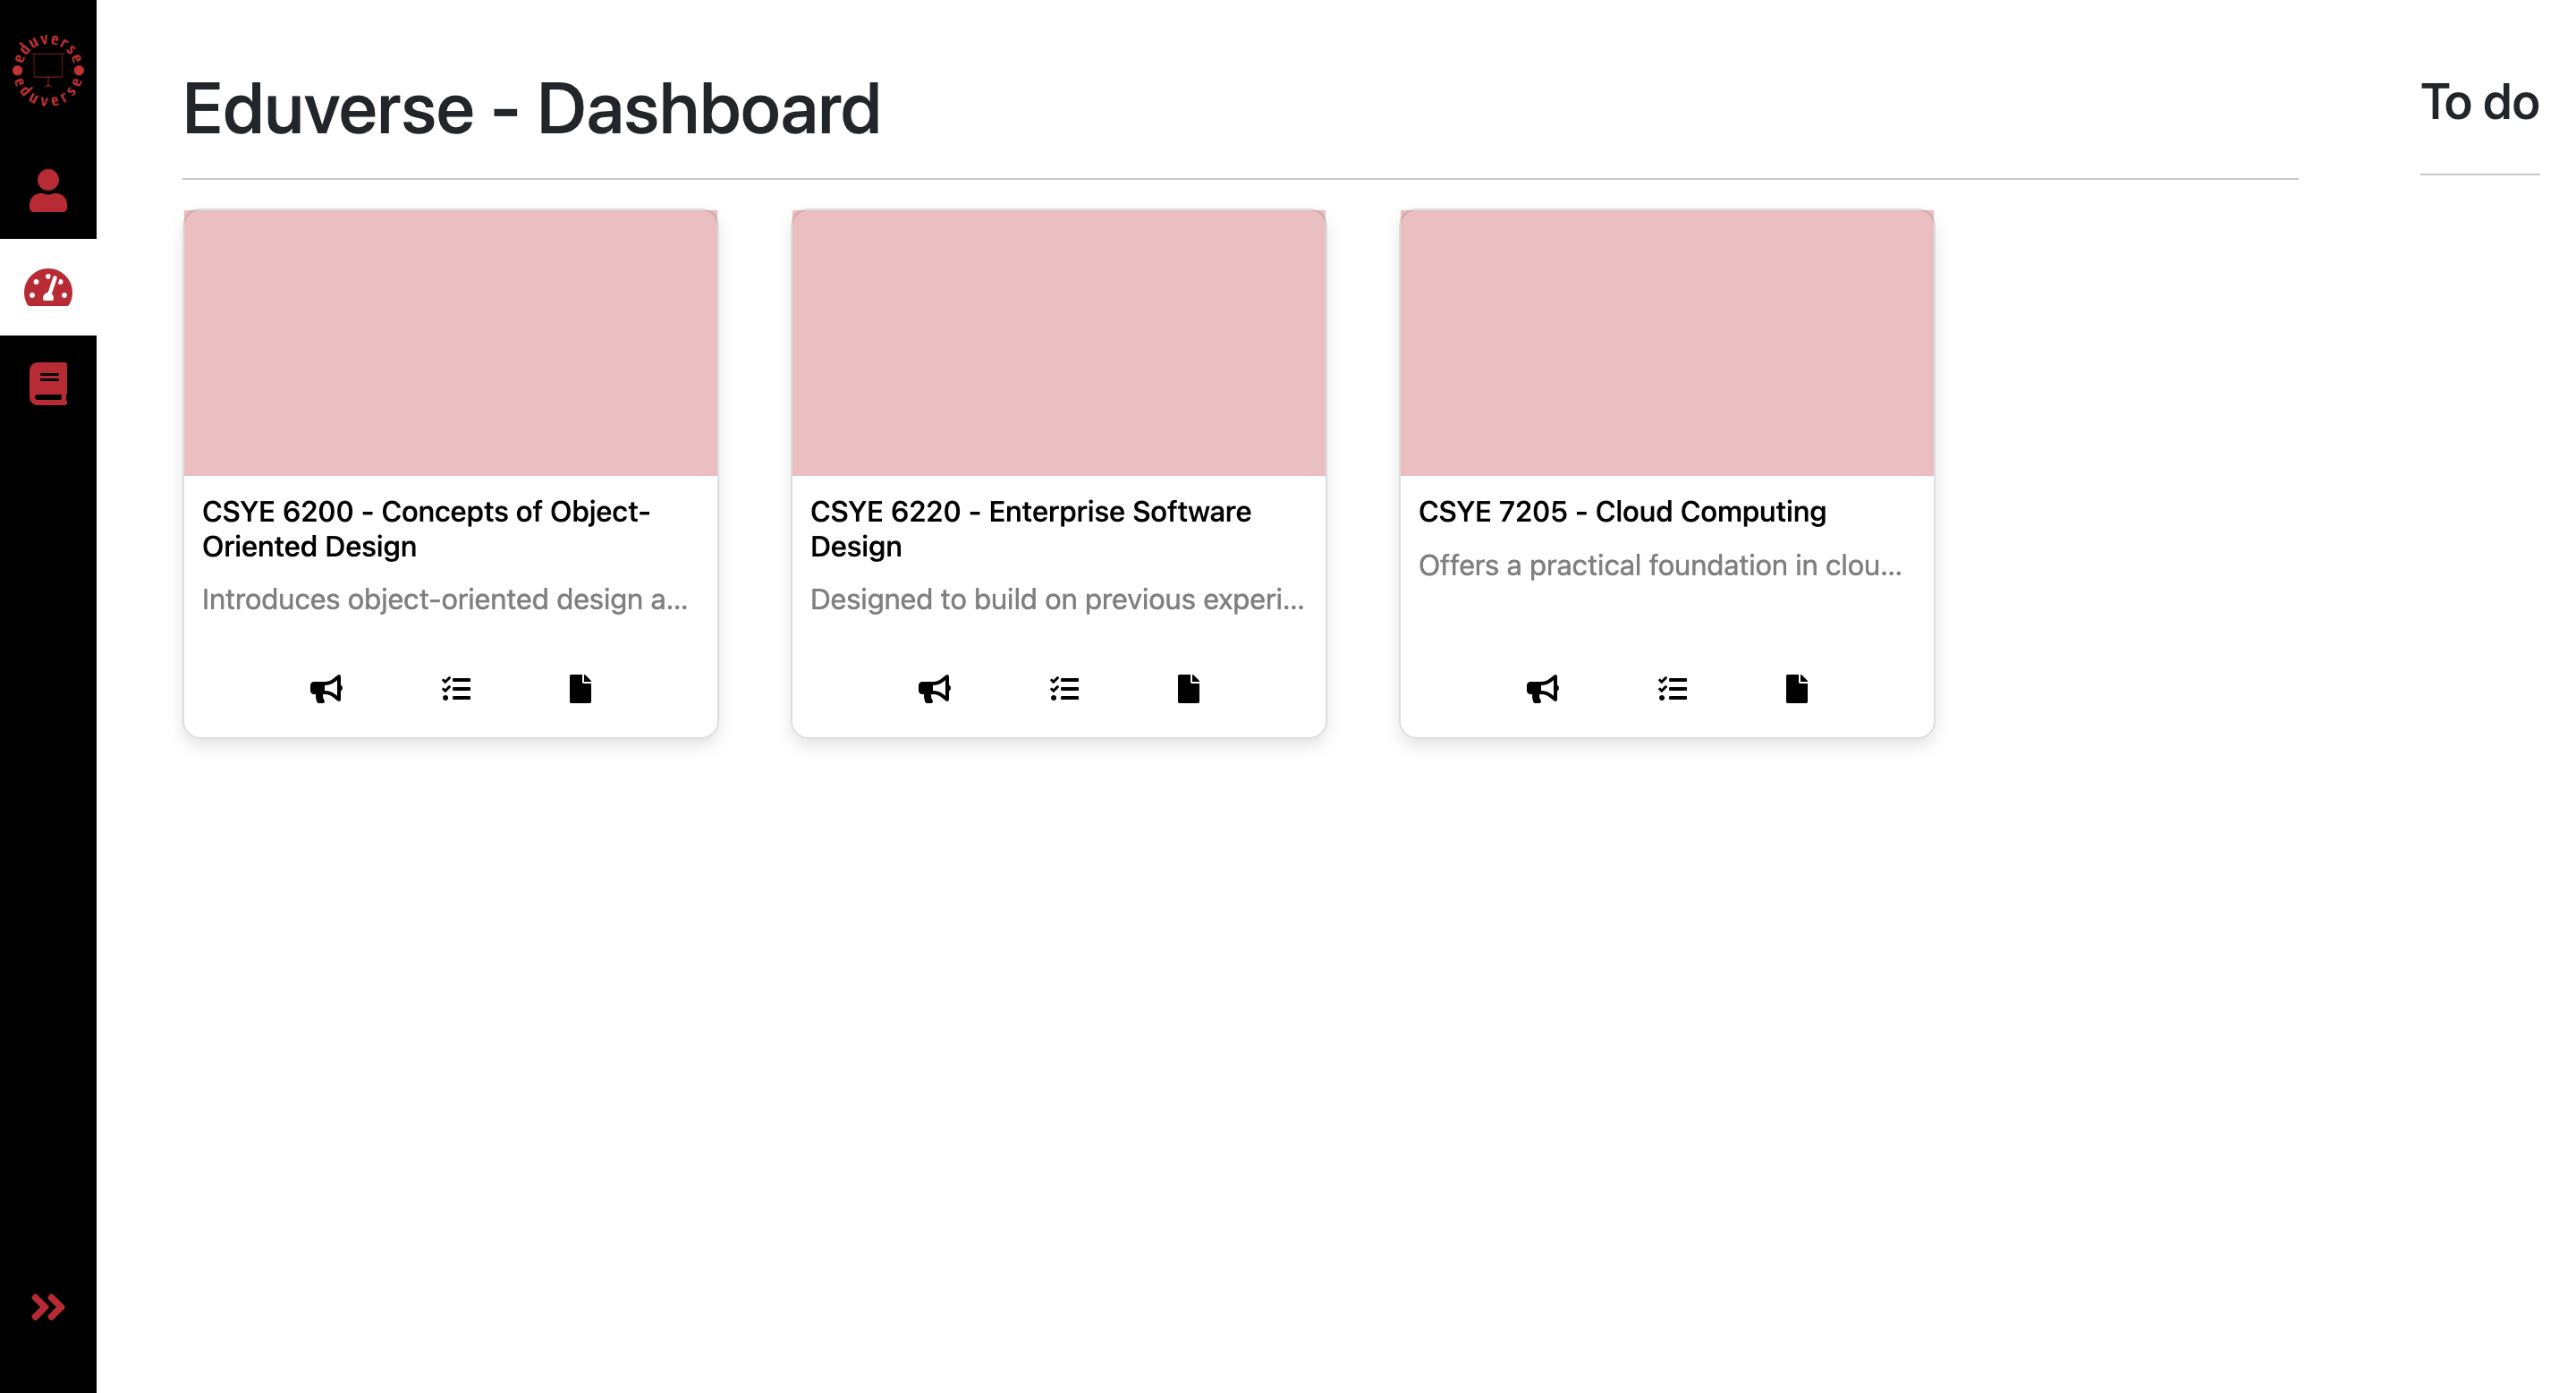 eduverse
eduverse
Eduverse - Dashboard
To do
CSYE 6200 - Concepts of Object-
Oriented Design
Introduces object-oriented design a...
CSYE 6220 - Enterprise Software
Design
Designed to build on previous experi...
CSYE 7205 - Cloud Computing
Offers a practical foundation in clou...